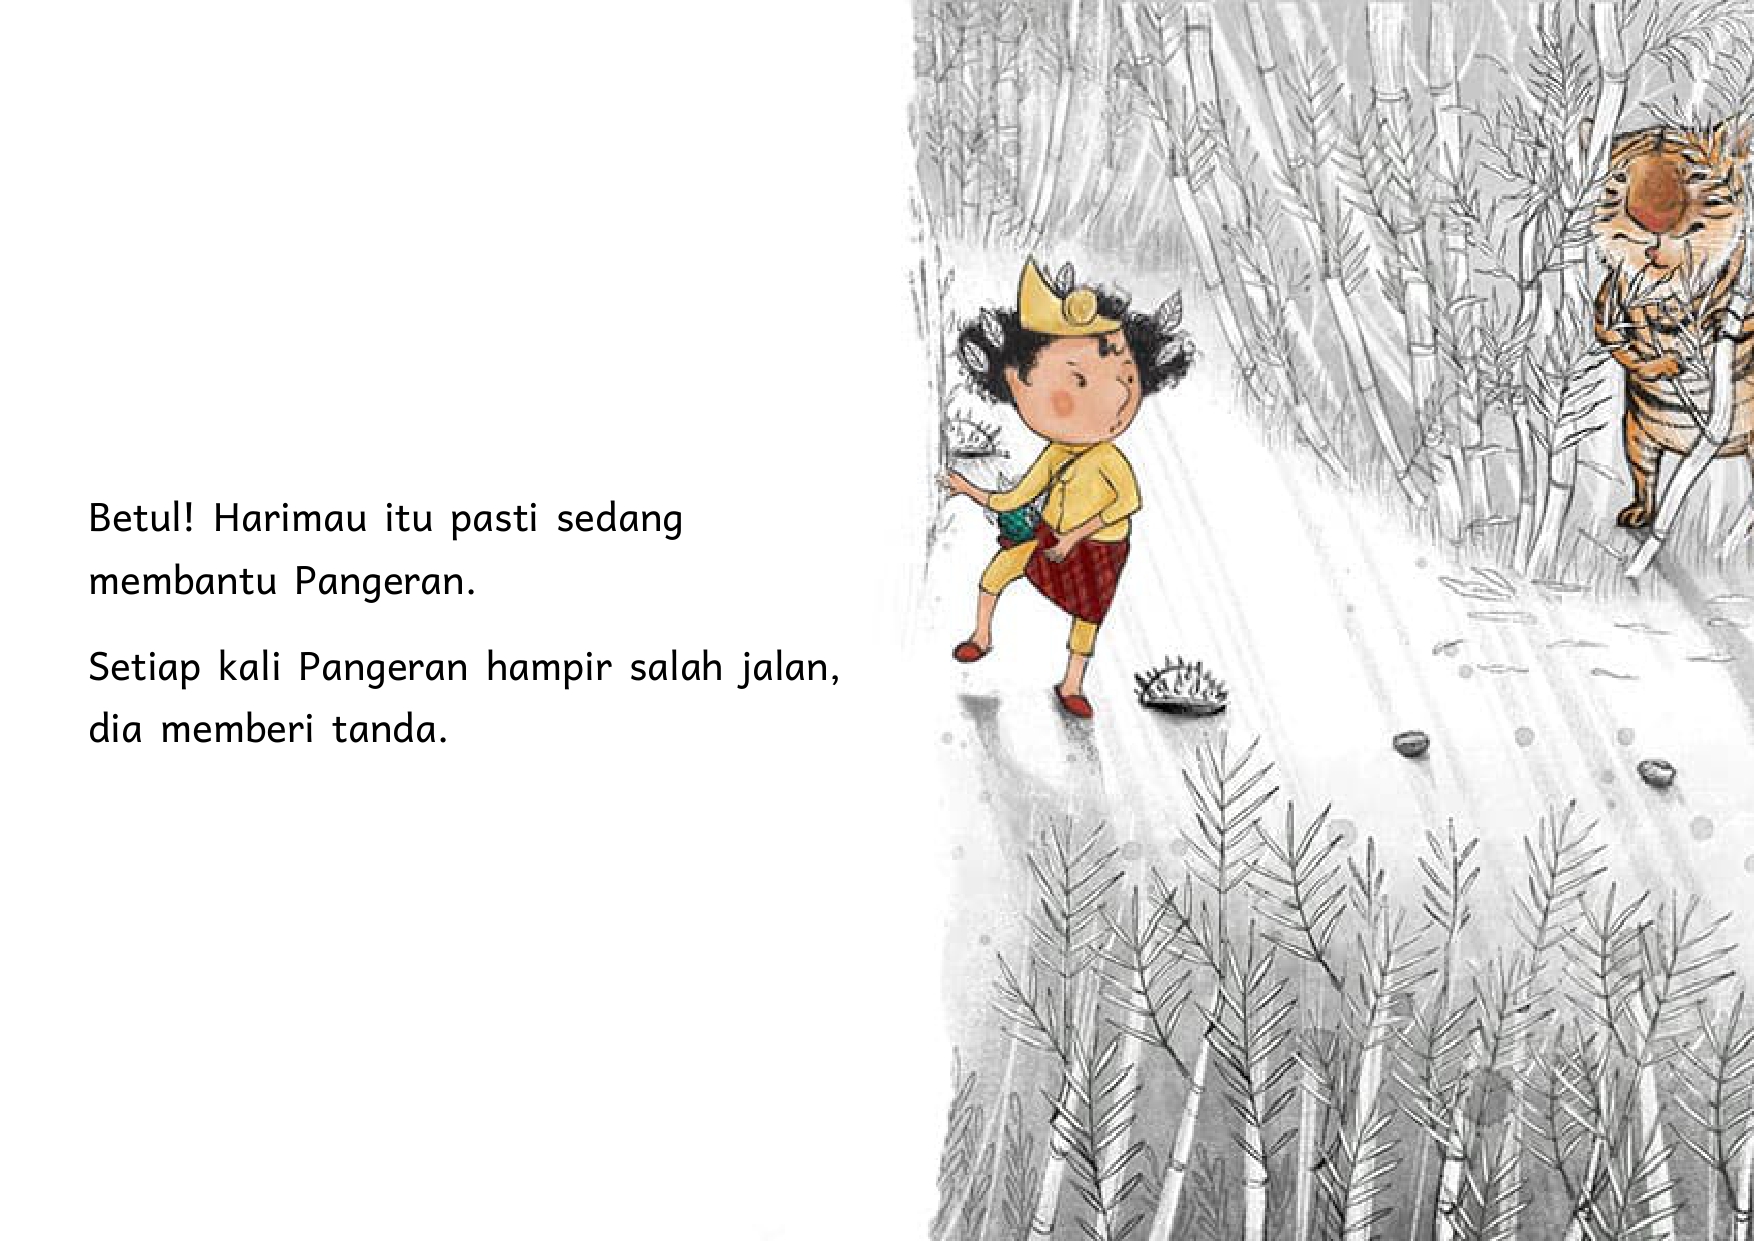 Betul! Harimau itu pasti sedang
membantu Pangeran.
Setiap kali Pangeran hampir salah jalan,
dia memberi tanda.